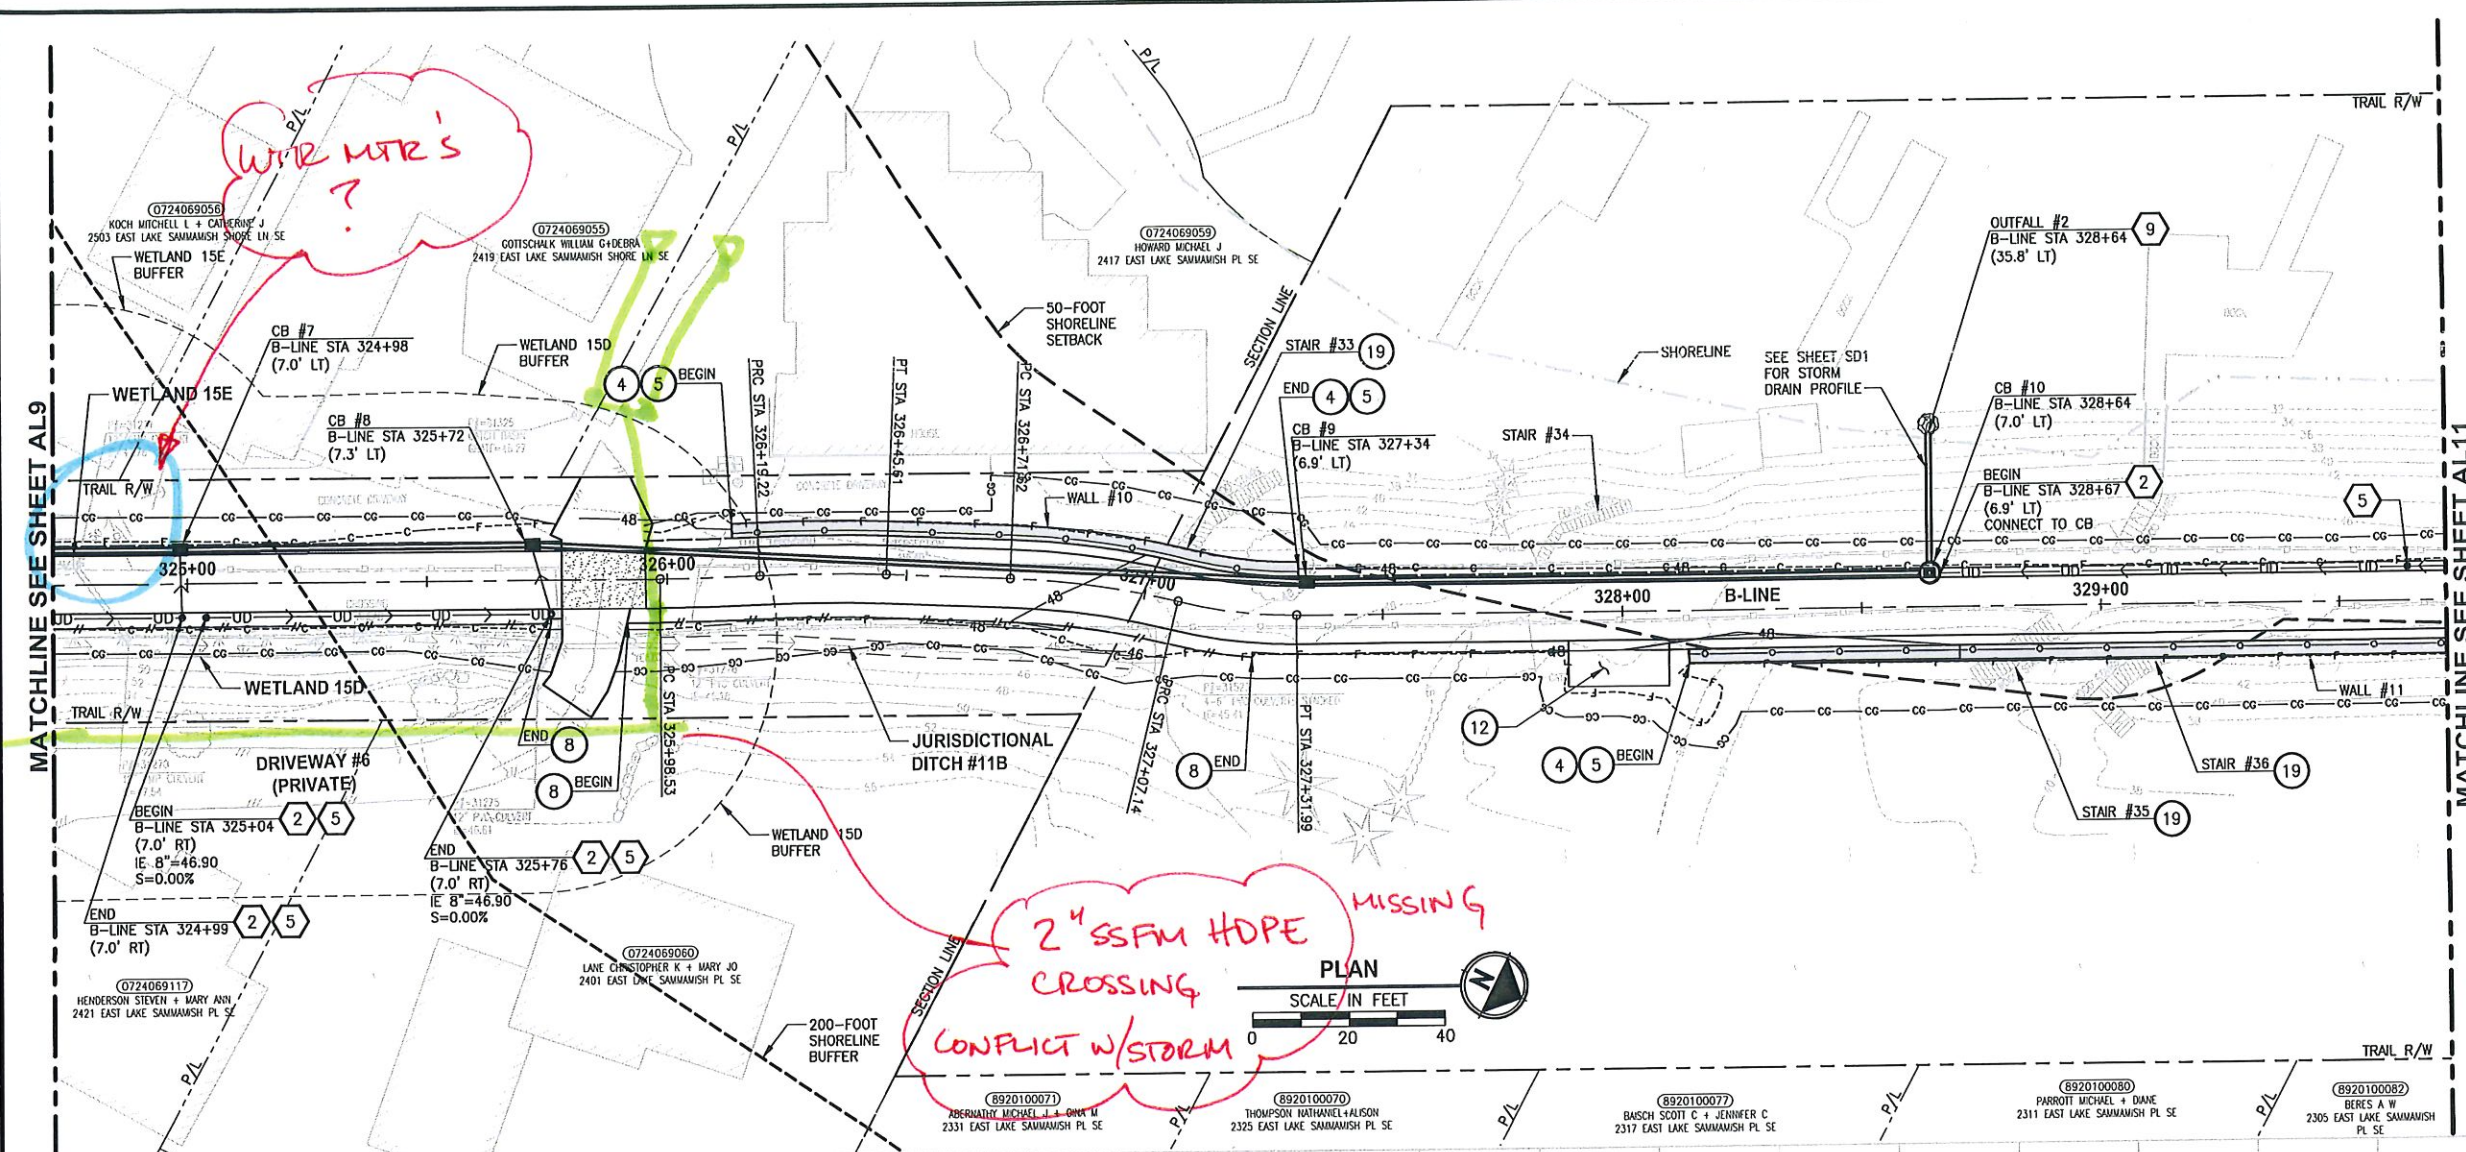 MATCHLINE SEE SHEET AL9
MATCHLINE SEE SHEET AL11
WTR MTR'S
?
P/L
P/L
P/L
TRAIL R/W
0724069056
KOCH MITCHELL L + CATHERINE J
2503 EAST LAKE SAMMAMISH SHORE LN SE
WETLAND 15E
BUFFER
0724069055
GOTTSCHALK WILLIAM G+DEBRA
2419 EAST LAKE SAMMAMISH SHORE LN SE
0724069059
HOWARD MICHAEL J
2417 EAST LAKE SAMMAMISH PL SE
OUTFALL #2
B-LINE STA 328+64
(35.8' LT)
9
CB #7
B-LINE STA 324+98
(7.0' LT)
WETLAND 15D
BUFFER
50-FOOT
SHORELINE
SETBACK
SECTION LINE
STAIR #33
19
SHORELINE
SEE SHEET SD1
FOR STORM
DRAIN PROFILE
DOCK
DOCK
DOCK
DOCK
WETLAND 15E
4
5
BEGIN
PRC STA 326+19.22
PT STA 326+45.61
PC STA 326+71.82
END
4
5
CB #10
B-LINE STA 328+64
(7.0' LT)
CB #8
B-LINE STA 325+72
(7.3' LT)
CB #9
B-LINE STA 327+34
(6.9' LT)
STAIR #34
BEGIN
B-LINE STA 328+67
(6.9' LT)
CONNECT TO CB
2
5
TRAIL R/W
CONCRETE DRIVEWAY
CONCRETE DRIVEWAY
HOUSE
WALL #10
325+00
326+00
327+00
328+00
B-LINE
329+00
WETLAND 15D
TRAIL R/W
PC STA 325+98.53
PRC STA 327+07.14
PT STA 327+31.99
JURISDICTIONAL
DITCH #11B
END
8
8
BEGIN
8
END
12
4
5
BEGIN
WALL #11
STAIR #36
19
STAIR #35
19
DRIVEWAY #6
(PRIVATE)
BEGIN
B-LINE STA 325+04
(7.0' RT)
IE 8"=46.90
S=0.00%
2
5
END
B-LINE STA 325+76
(7.0' RT)
IE 8"=46.90
S=0.00%
2
5
WETLAND 15D
BUFFER
END
B-LINE STA 324+99
(7.0' RT)
2
5
0724069117
HENDERSON STEVEN + MARY ANN
2421 EAST LAKE SAMMAMISH PL SE
0724069060
LANE CHRISTOPHER K + MARY JO
2401 EAST LAKE SAMMAMISH PL SE
SECTION LINE
2" SSFM HDPE
CROSSING
CONFLICT W/STORM
MISSING
PLAN
SCALE IN FEET
0 20 40
N
200-FOOT
SHORELINE
BUFFER
TRAIL R/W
P/L
P/L
P/L
P/L
P/L
8920100071
ABERNATHY MICHAEL J + GINA M
2331 EAST LAKE SAMMAMISH PL SE
8920100070
THOMPSON NATHANIEL+ALISON
2325 EAST LAKE SAMMAMISH PL SE
8920100077
BAISCH SCOTT C + JENNIFER C
2317 EAST LAKE SAMMAMISH PL SE
8920100080
PARROTT MICHAEL + DIANE
2311 EAST LAKE SAMMAMISH PL SE
8920100082
BERES A W
2305 EAST LAKE SAMMAMISH
PL SE